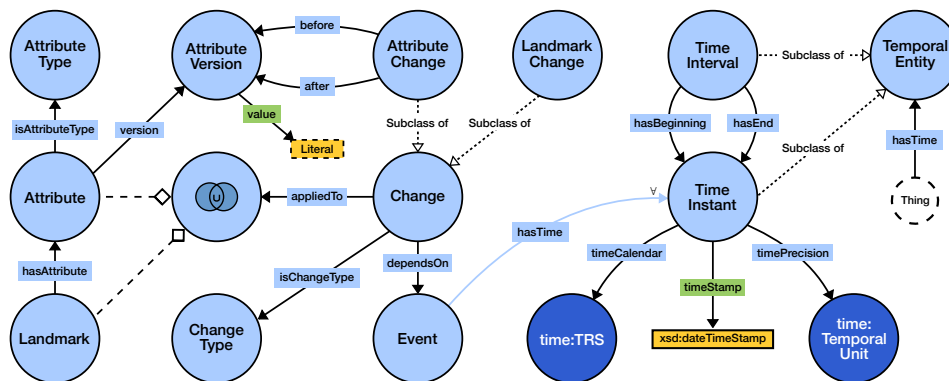 Attribute
Type
Attribute
Version
before
after
Attribute
Change
Landmark
Change
Time
Interval
Subclass of
Temporal
Entity
isAttributeType
version
value
Literal
Subclass of
Subclass of
hasBeginning
hasEnd
Subclass of
hasTime
Attribute
∪
appliedTo
Change
∀
Time
Instant
Thing
hasAttribute
isChangeType
dependsOn
hasTime
timeCalendar
timeStamp
timePrecision
Landmark
Change
Type
Event
time:TRS
xsd:dateTimeStamp
time:
Temporal
Unit